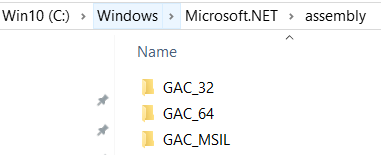 Win10 (C:) > Windows > Microsoft.NET > assembly
Name
GAC_32
GAC_64
GAC_MSIL